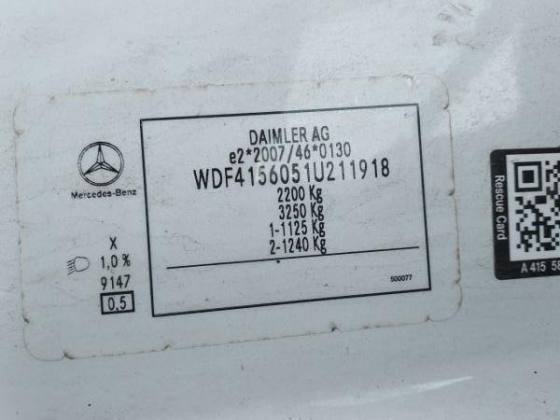 DAIMLER AG
e2*2007/46*0130
WDF4156051U211918
2200 Kg
3250 Kg
1-1125 Kg
2-1240 Kg
500077
Mercedes-Benz
X
1,0 %
9147
0.5
Rescue Card
A 415 58